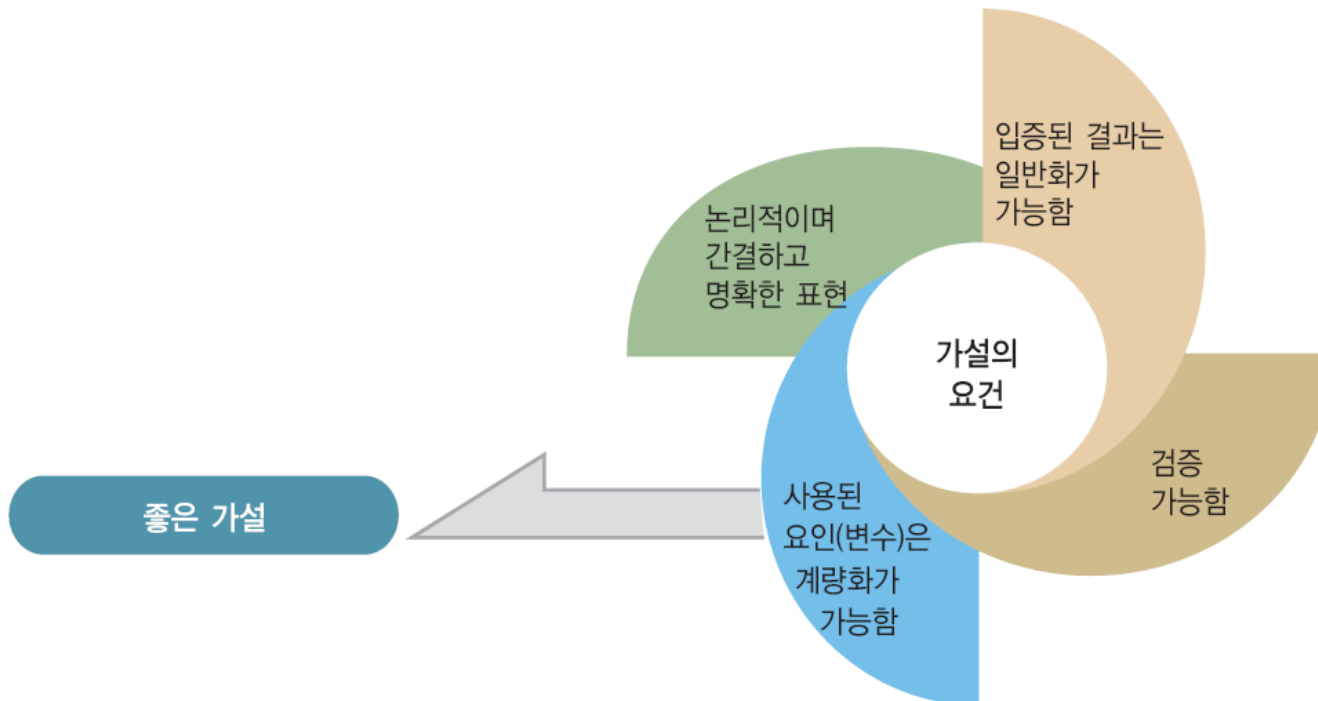 입증된 결과는
일반화가
가능함
논리적이며
간결하고
명확한 표현
가설의
요건
검증
가능함
사용된
요인(변수)은
계량화가
가능함
좋은 가설